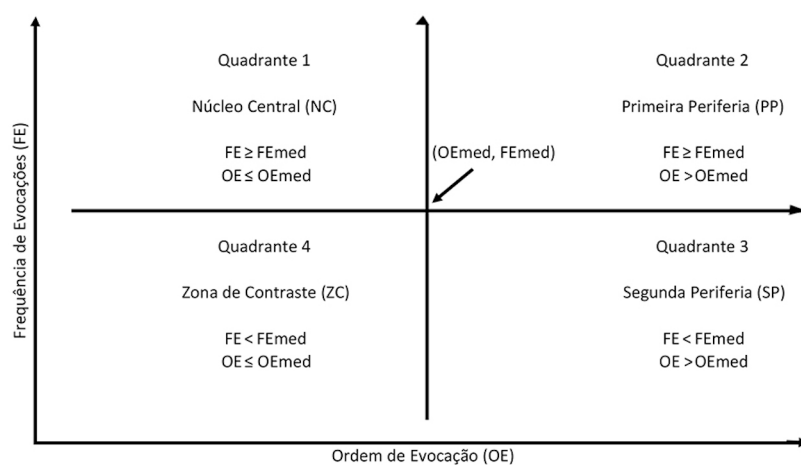 Frequência de Evocações (FE)
Quadrante 1
Núcleo Central (NC)
FE ≥ FEmed
OE ≤ OEmed
Quadrante 2
Primeira Periferia (PP)
FE ≥ FEmed
OE >OEmed
(OEmed, FEmed)
Quadrante 4
Zona de Contraste (ZC)
FE < FEmed
OE ≤ OEmed
Quadrante 3
Segunda Periferia (SP)
FE < FEmed
OE >OEmed
Ordem de Evocação (OE)